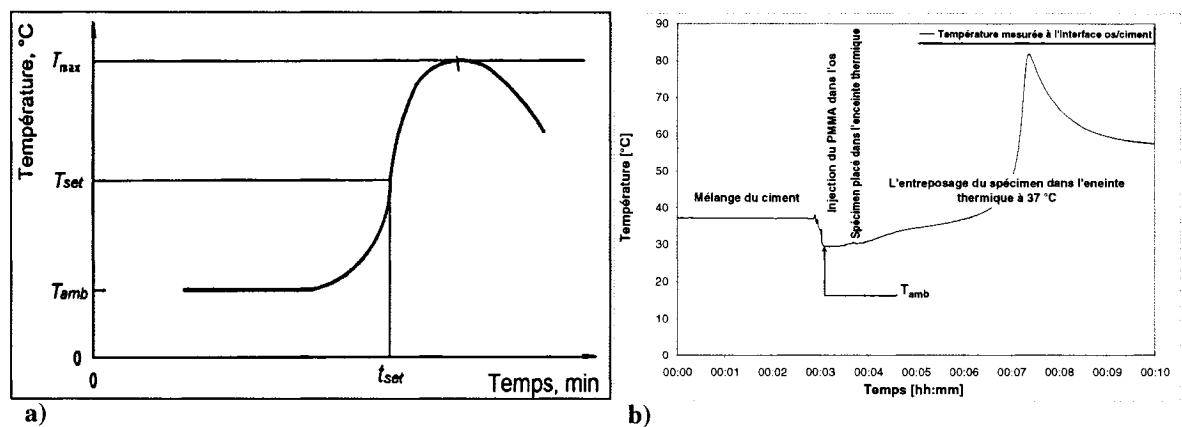 Température, °C
Tmax
Tset
Tamb
0
0
tset
Temps, min
a)
90
80
70
60
50
40
30
20
10
0
Température [°C]
Température mesurée à l'interface os/ciment
Mélange du ciment
Injection du PMMA dans l'os
Spécimen placé dans l'enceinte thermique
L'entreposage du spécimen dans l'eneinte
thermique à 37 °C
Tamb
00:00 00:01 00:02 00:03 00:04 00:05 00:06 00:07 00:08 00:09 00:10
Temps [hh:mm]
b)